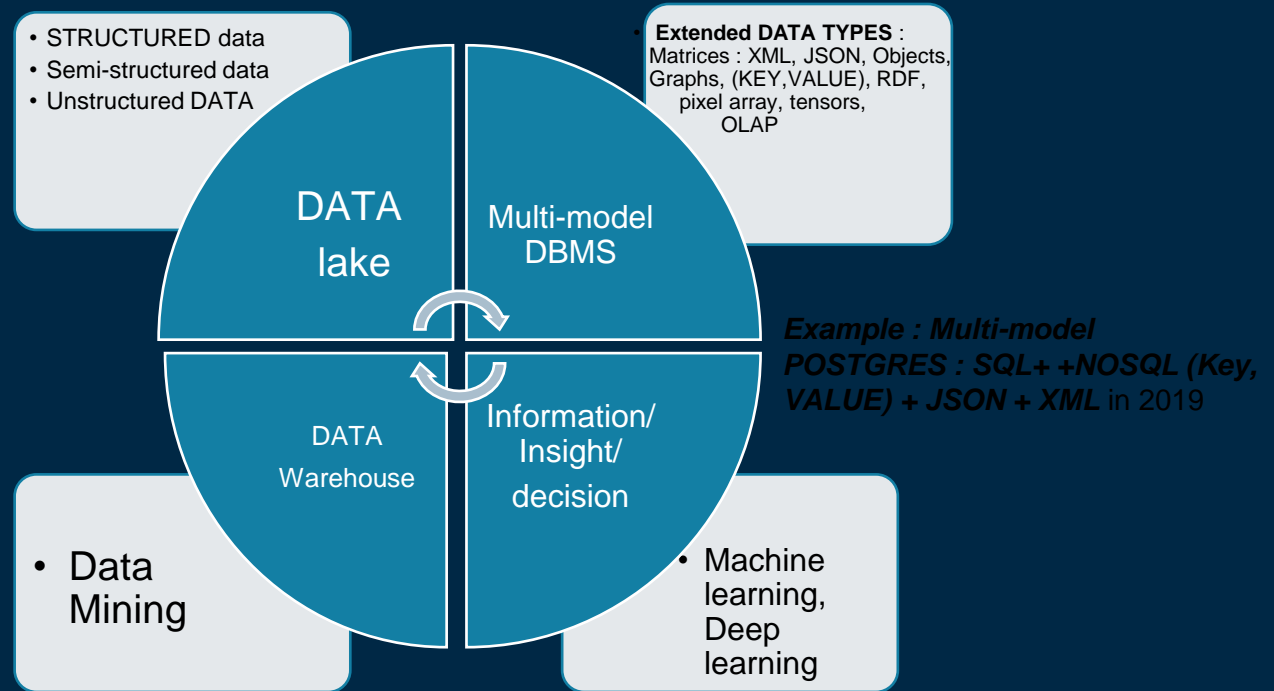 • STRUCTURED data
• Semi-structured data
• Unstructured DATA
• Extended DATA TYPES :
Matrices : XML, JSON, Objects,
Graphs, (KEY,VALUE), RDF,
pixel array, tensors,
OLAP
DATA
lake
Multi-model
DBMS
Example : Multi-model
POSTGRES : SQL+ +NOSQL (Key,
VALUE) + JSON + XML in 2019
DATA
Warehouse
Information/
Insight/
decision
• Data
Mining
• Machine
learning,
Deep
learning